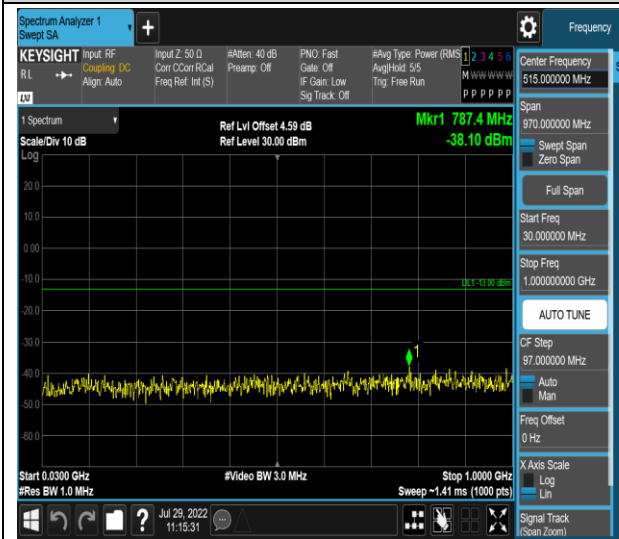 Spectrum Analyzer 1
Swept SA
Frequency
KEYSIGHT
RL
LXI
Input: RF
Coupling: DC
Align: Auto
Input Z: 50 Ω
Corr CCorr RCal
Freq Ref: Int (S)
#Atten: 40 dB
Preamp: Off
PNO: Fast
Gate: Off
IF Gain: Low
Sig Track: Off
#Avg Type: Power (RMS
Avg|Hold: 5/5
Trig: Free Run
1 2 3 4 5 6
M W W W W W
P P P P P P
1 Spectrum
Scale/Div 10 dB
Log
Ref Lvl Offset 4.59 dB
Ref Level 30.00 dBm
Mkr1 787.4 MHz
-38.10 dBm
20.0
10.0
0.00
-10.0
DL1 -13.00 dBm
-20.0
-30.0
1
-40.0
-50.0
-60.0
Start 0.0300 GHz
#Video BW 3.0 MHz
Stop 1.0000 GHz
#Res BW 1.0 MHz
Sweep ~1.41 ms (1000 pts)
Jul 29, 2022
11:15:31
Center Frequency
515.000000 MHz
S
Span
970.000000 MHz
Swept Span
Zero Span
Full Span
Start Freq
30.000000 MHz
Stop Freq
1.000000000 GHz
AUTO TUNE
CF Step
97.000000 MHz
Auto
Man
Freq Offset
0 Hz
X Axis Scale
Log
Lin
Signal Track
(Span Zoom)